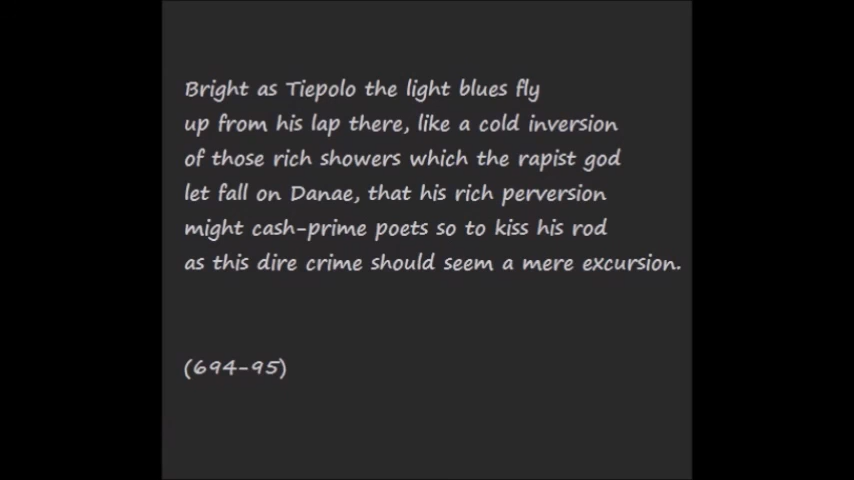 Bright as Tiepolo the light blues fly
up from his lap there, like a cold inversion
of those rich showers which the rapist god
let fall on Danae, that his rich perversion
might cash-prime poets so to kiss his rod
as this dire crime should seem a mere excursion.
(694-95)